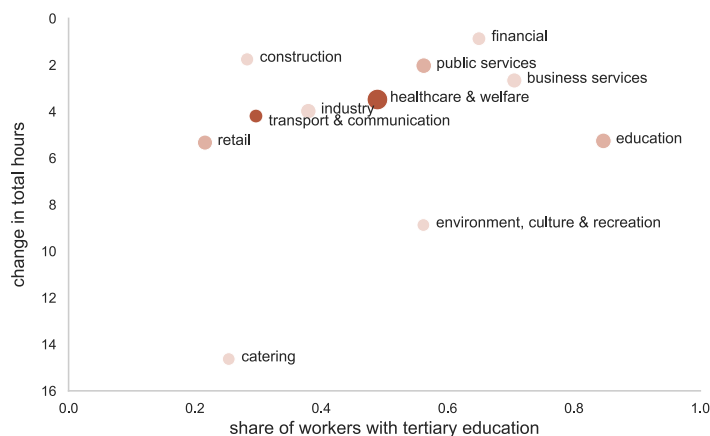 0
financial
construction
2
public services
business services
healthcare & welfare
industry
4
transport & communication
retail
education
6
8
environment, culture & recreation
10
12
14
catering
16
change in total hours
0.0
0.2
0.4
0.6
0.8
1.0
share of workers with tertiary education